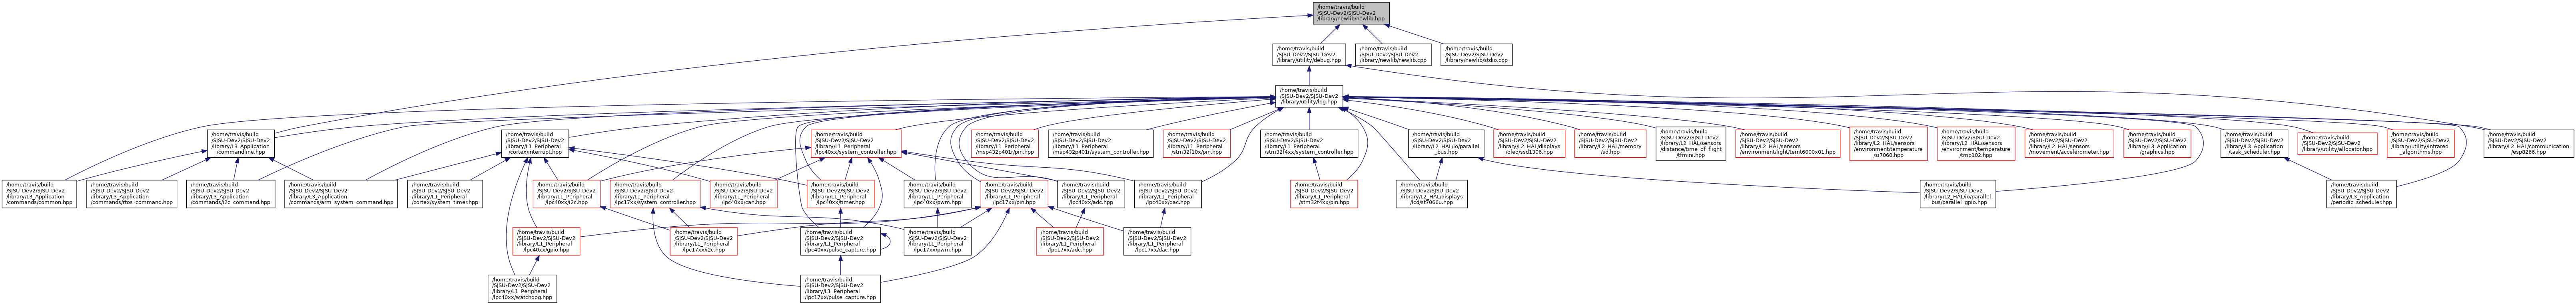 /home/travis/build
/SJSU-Dev2/SJSU-Dev2
/library/newlib/newlib.hpp
/home/travis/build
/SJSU-Dev2/SJSU-Dev2
/library/utility/debug.hpp
/home/travis/build
/SJSU-Dev2/SJSU-Dev2
/library/newlib/newlib.cpp
/home/travis/build
/SJSU-Dev2/SJSU-Dev2
/library/newlib/stdio.cpp
/home/travis/build
/SJSU-Dev2/SJSU-Dev2
/library/utility/log.hpp
/home/travis/build
/SJSU-Dev2/SJSU-Dev2
/library/L3_Application
/commandline.hpp
/home/travis/build
/SJSU-Dev2/SJSU-Dev2
/library/L1_Peripheral
/cortex/interrupt.hpp
/home/travis/build
/SJSU-Dev2/SJSU-Dev2
/library/L1_Peripheral
/lpc40xx/system_controller.hpp
/home/travis/build
/SJSU-Dev2/SJSU-Dev2
/library/L1_Peripheral
/msp432p401r/pin.hpp
/home/travis/build
/SJSU-Dev2/SJSU-Dev2
/library/L1_Peripheral
/msp432p401r/system_controller.hpp
/home/travis/build
/SJSU-Dev2/SJSU-Dev2
/library/L1_Peripheral
/stm32f10x/pin.hpp
/home/travis/build
/SJSU-Dev2/SJSU-Dev2
/library/L1_Peripheral
/stm32f4xx/system_controller.hpp
/home/travis/build
/SJSU-Dev2/SJSU-Dev2
/library/L2_HAL/io/parallel
_bus.hpp
/home/travis/build
/SJSU-Dev2/SJSU-Dev2
/library/L2_HAL/displays
/oled/ssd1306.hpp
/home/travis/build
/SJSU-Dev2/SJSU-Dev2
/library/L2_HAL/memory
/sd.hpp
/home/travis/build
/SJSU-Dev2/SJSU-Dev2
/library/L2_HAL/sensors
/distance/time_of_flight
/tfmini.hpp
/home/travis/build
/SJSU-Dev2/SJSU-Dev2
/library/L2_HAL/sensors
/environment/light/temt6000x01.hpp
/home/travis/build
/SJSU-Dev2/SJSU-Dev2
/library/L2_HAL/sensors
/environment/temperature
/si7060.hpp
/home/travis/build
/SJSU-Dev2/SJSU-Dev2
/library/L2_HAL/sensors
/environment/temperature
/tmp102.hpp
/home/travis/build
/SJSU-Dev2/SJSU-Dev2
/library/L2_HAL/sensors
/movement/accelerometer.hpp
/home/travis/build
/SJSU-Dev2/SJSU-Dev2
/library/L3_Application
/graphics.hpp
/home/travis/build
/SJSU-Dev2/SJSU-Dev2
/library/L3_Application
/task_scheduler.hpp
/home/travis/build
/SJSU-Dev2/SJSU-Dev2
/library/utility/allocator.hpp
/home/travis/build
/SJSU-Dev2/SJSU-Dev2
/library/utility/infrared
_algorithms.hpp
/home/travis/build
/SJSU-Dev2/SJSU-Dev2
/library/L2_HAL/communication
/esp8266.hpp
/home/travis/build
/SJSU-Dev2/SJSU-Dev2
/library/L3_Application
/commands/common.hpp
/home/travis/build
/SJSU-Dev2/SJSU-Dev2
/library/L3_Application
/commands/rtos_command.hpp
/home/travis/build
/SJSU-Dev2/SJSU-Dev2
/library/L3_Application
/commands/i2c_command.hpp
/home/travis/build
/SJSU-Dev2/SJSU-Dev2
/library/L3_Application
/commands/arm_system_command.hpp
/home/travis/build
/SJSU-Dev2/SJSU-Dev2
/library/L1_Peripheral
/cortex/system_timer.hpp
/home/travis/build
/SJSU-Dev2/SJSU-Dev2
/library/L1_Peripheral
/lpc40xx/i2c.hpp
/home/travis/build
/SJSU-Dev2/SJSU-Dev2
/library/L1_Peripheral
/lpc17xx/system_controller.hpp
/home/travis/build
/SJSU-Dev2/SJSU-Dev2
/library/L1_Peripheral
/lpc40xx/can.hpp
/home/travis/build
/SJSU-Dev2/SJSU-Dev2
/library/L1_Peripheral
/lpc40xx/timer.hpp
/home/travis/build
/SJSU-Dev2/SJSU-Dev2
/library/L1_Peripheral
/lpc40xx/pwm.hpp
/home/travis/build
/SJSU-Dev2/SJSU-Dev2
/library/L1_Peripheral
/lpc17xx/pin.hpp
/home/travis/build
/SJSU-Dev2/SJSU-Dev2
/library/L1_Peripheral
/lpc40xx/adc.hpp
/home/travis/build
/SJSU-Dev2/SJSU-Dev2
/library/L1_Peripheral
/lpc40xx/dac.hpp
/home/travis/build
/SJSU-Dev2/SJSU-Dev2
/library/L1_Peripheral
/stm32f4xx/pin.hpp
/home/travis/build
/SJSU-Dev2/SJSU-Dev2
/library/L2_HAL/displays
/lcd/st7066u.hpp
/home/travis/build
/SJSU-Dev2/SJSU-Dev2
/library/L2_HAL/io/parallel
_bus/parallel_gpio.hpp
/home/travis/build
/SJSU-Dev2/SJSU-Dev2
/library/L3_Application
/periodic_scheduler.hpp
/home/travis/build
/SJSU-Dev2/SJSU-Dev2
/library/L1_Peripheral
/lpc40xx/gpio.hpp
/home/travis/build
/SJSU-Dev2/SJSU-Dev2
/library/L1_Peripheral
/lpc17xx/i2c.hpp
/home/travis/build
/SJSU-Dev2/SJSU-Dev2
/library/L1_Peripheral
/lpc40xx/pulse_capture.hpp
/home/travis/build
/SJSU-Dev2/SJSU-Dev2
/library/L1_Peripheral
/lpc17xx/pwm.hpp
/home/travis/build
/SJSU-Dev2/SJSU-Dev2
/library/L1_Peripheral
/lpc17xx/adc.hpp
/home/travis/build
/SJSU-Dev2/SJSU-Dev2
/library/L1_Peripheral
/lpc17xx/dac.hpp
/home/travis/build
/SJSU-Dev2/SJSU-Dev2
/library/L1_Peripheral
/lpc40xx/watchdog.hpp
/home/travis/build
/SJSU-Dev2/SJSU-Dev2
/library/L1_Peripheral
/lpc17xx/pulse_capture.hpp